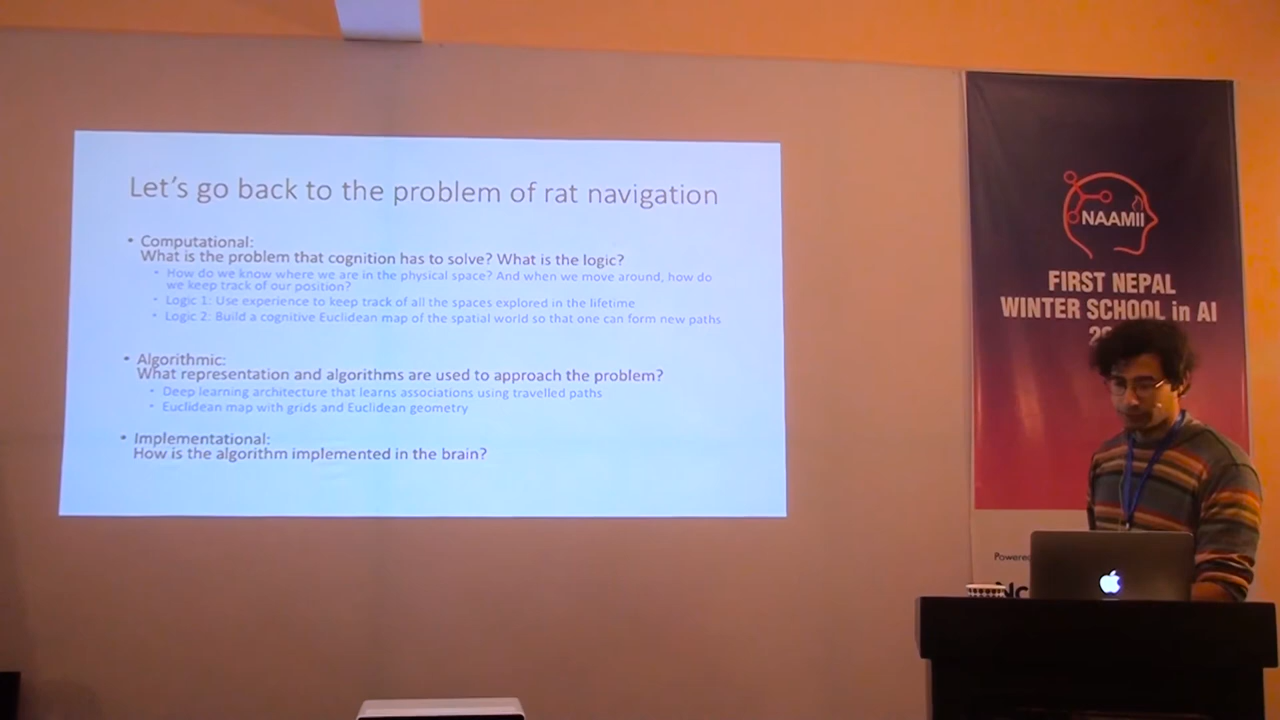 Let's go back to the problem of rat navigation
• Computational:
What is the problem that cognition has to solve? What is the logic?
• How do we know where we are in the physical space? And when we move around, how do
we keep track of our position?
• Logic 1: Use experience to keep track of all the spaces explored in the lifetime
• Logic 2: Build a cognitive Euclidean map of the spatial world so that one can form new paths
• Algorithmic:
What representation and algorithms are used to approach the problem?
• Deep learning architecture that learns associations using travelled paths
• Euclidean map with grids and Euclidean geometry
• Implementational:
How is the algorithm implemented in the brain?
NAAMII
FIRST NEPAL
WINTER SCHOOL in AI
Powered